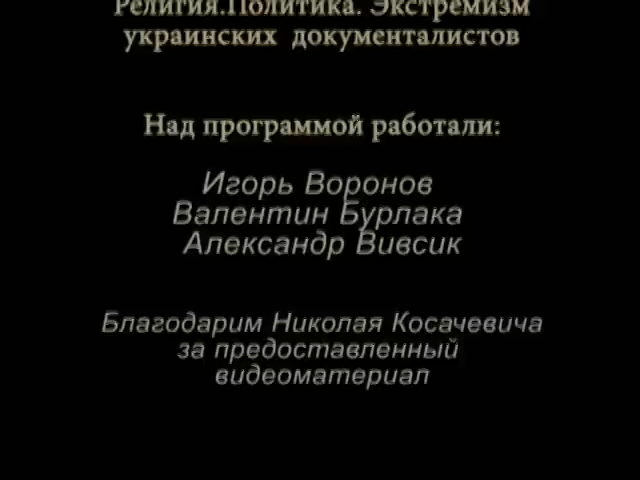 Религия.Политика. Экстремизм
украинских документалистов
Над программой работали:
Игорь Воронов
Валентин Бурлака
Александр Вивсик
Благодарим Николая Косачевича
за предоставленный
видеоматериал